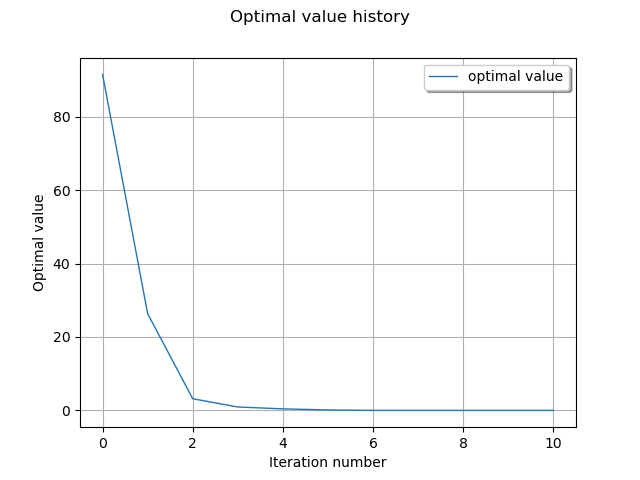 Optimal value history
optimal value
80
60
40
20
0
Optimal value
0 2 4 6 8 10
Iteration number